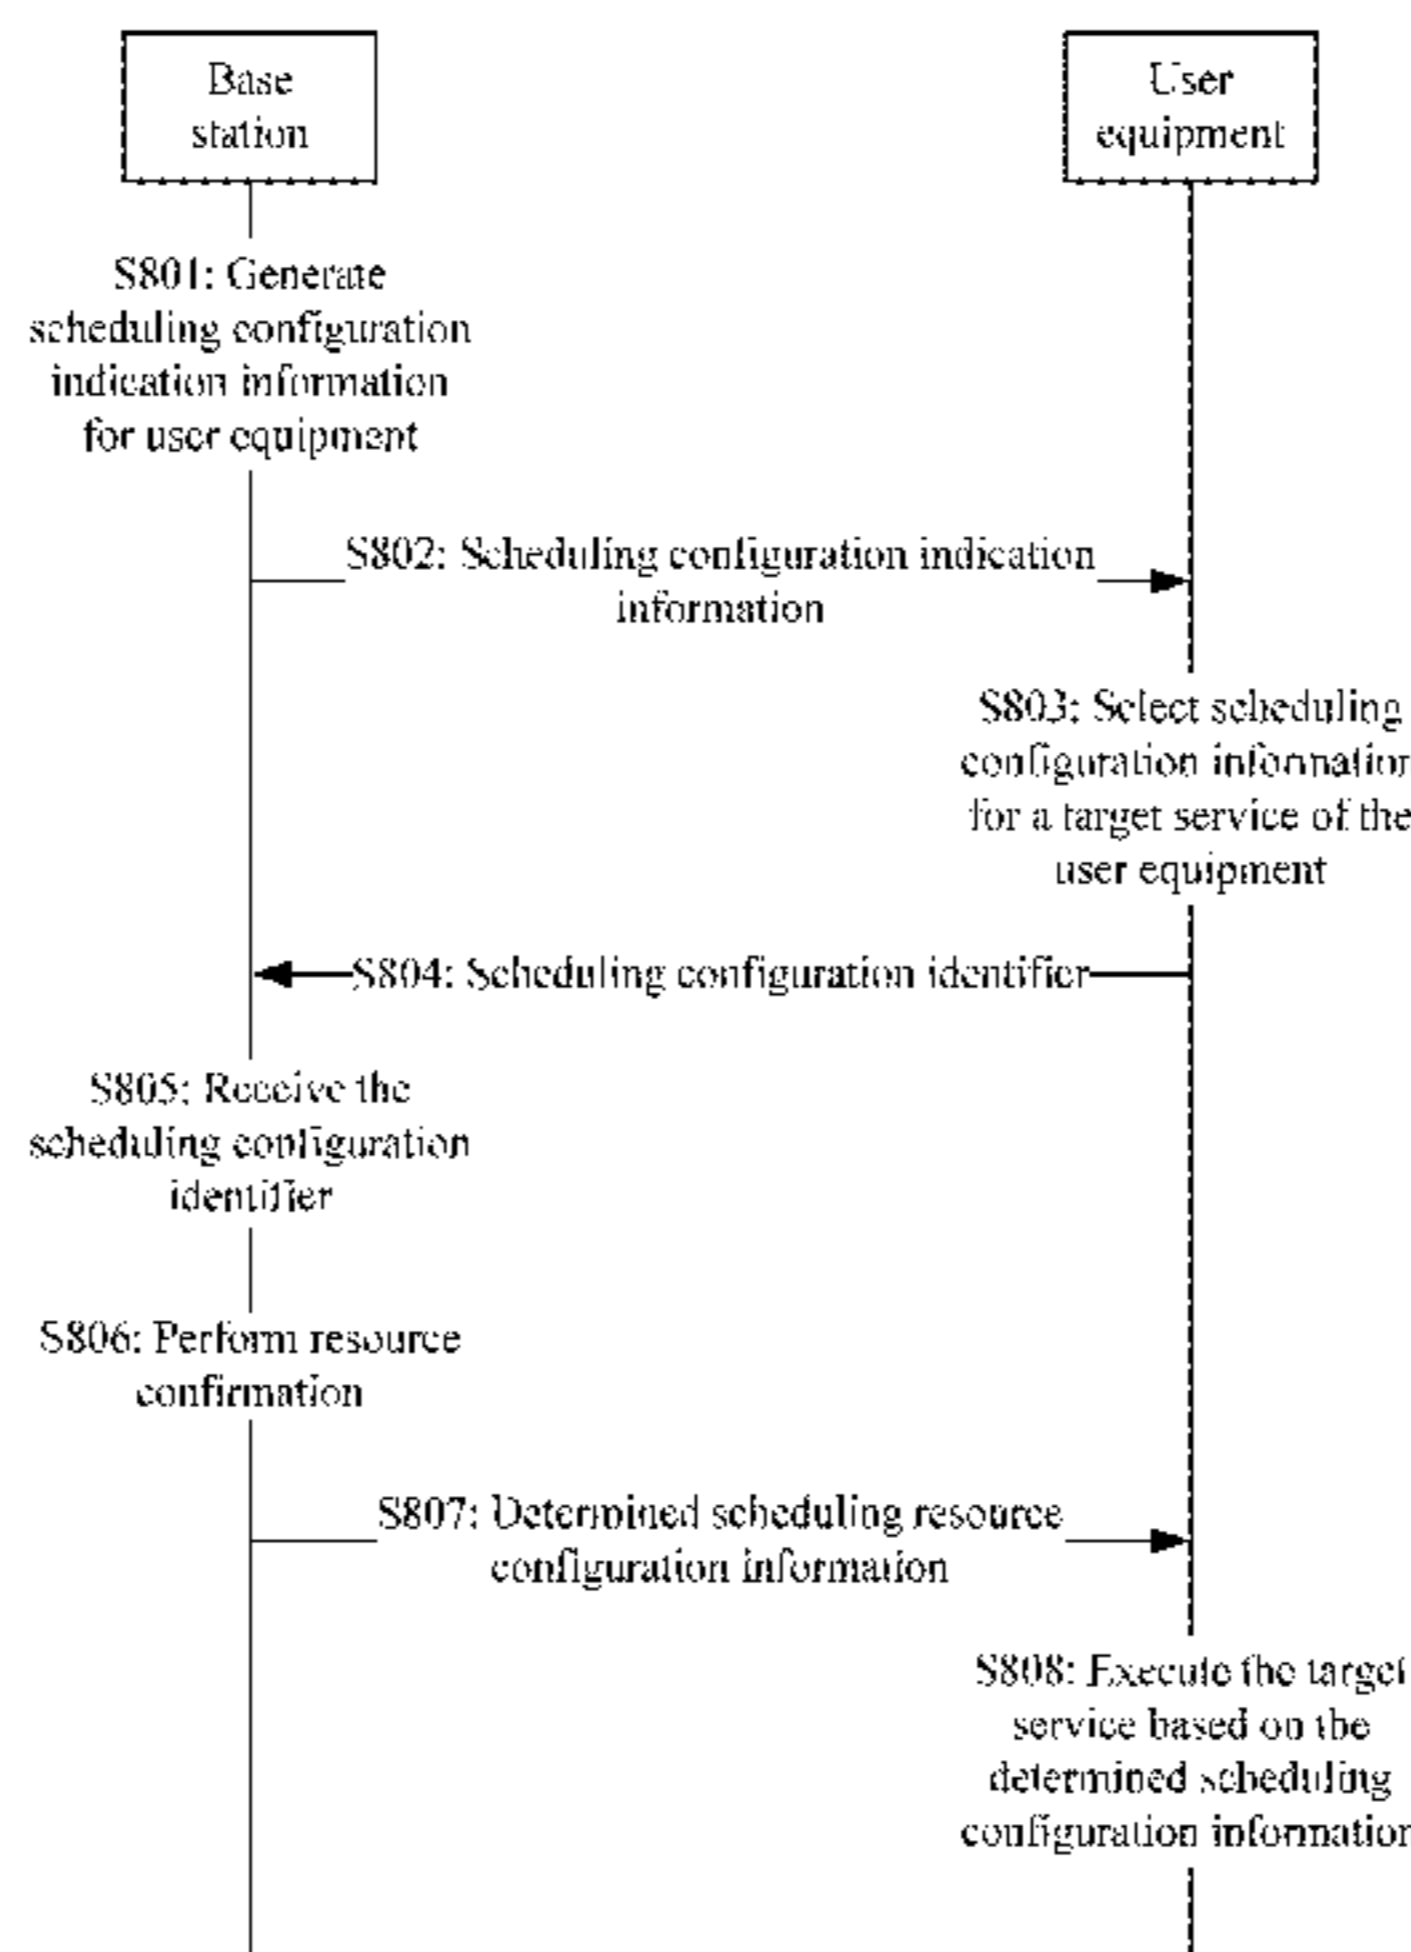 Base
station
User
equipment
S801: Generate
scheduling configuration
indication information
for user equipment
S802: Scheduling configuration indication
information
S803: Select scheduling
configuration information
for a target service of the
user equipment
S804: Scheduling configuration identifier
S805: Receive the
scheduling configuration
identifier
S806: Perform resource
confirmation
S807: Determined scheduling resource
configuration information
S808: Execute the target
service based on the
determined scheduling
configuration information